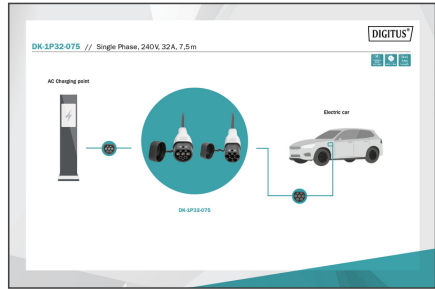 DIGITUS®
DK-1P32-075 // Single Phase, 240V, 32A, 7,5m
AC Charging point
Electric car
DK-1P32-075